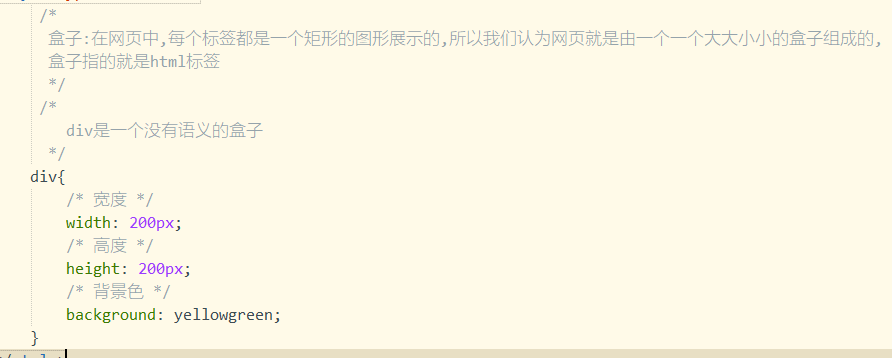 /*
盒子:在网页中,每个标签都是一个矩形的图形展示的,所以我们认为网页就是由一个一个大大小小的盒子组成的,
盒子指的就是html标签
*/
/*
div是一个没有语义的盒子
*/
div{
/* 宽度 */
width: 200px;
/* 高度 */
height: 200px;
/* 背景色 */
background: yellowgreen;
}